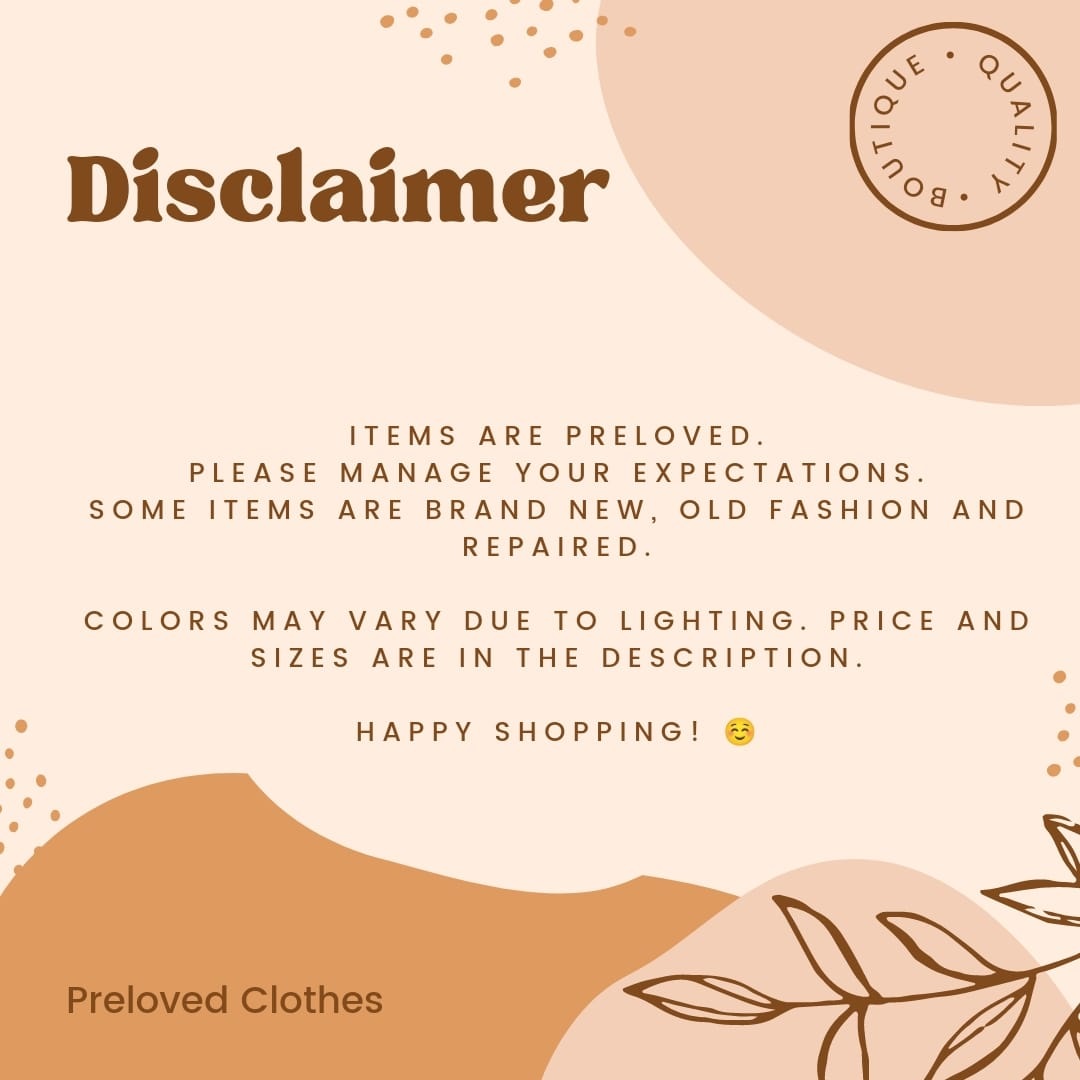 BOUTIQUE • QUALITY •
Disclaimer
ITEMS ARE PRELOVED.
PLEASE MANAGE YOUR EXPECTATIONS.
SOME ITEMS ARE BRAND NEW, OLD FASHION AND
REPAIRED.
COLORS MAY VARY DUE TO LIGHTING. PRICE AND
SIZES ARE IN THE DESCRIPTION.
HAPPY SHOPPING! ☺️
Preloved Clothes